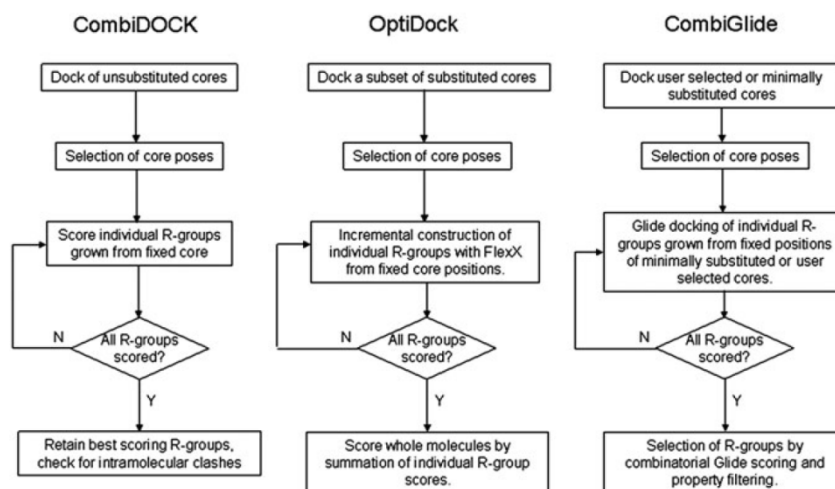 CombiDOCK
Dock of unsubstituted cores
Selection of core poses
Score individual R-groups
grown from fixed core
N
All R-groups
scored?
Y
Retain best scoring R-groups,
check for intramolecular clashes
OptiDock
Dock a subset of substituted cores
Selection of core poses
Incremental construction of
individual R-groups with FlexX
from fixed core positions.
N
All R-groups
scored?
Y
Score whole molecules by
summation of individual R-group
scores.
CombiGlide
Dock user selected or minimally
substituted cores
Selection of core poses
Glide docking of individual R-
groups grown from fixed positions
of minimally substituted or user
selected cores.
N
All R-groups
scored?
Y
Selection of R-groups by
combinatorial Glide scoring and
property filtering.